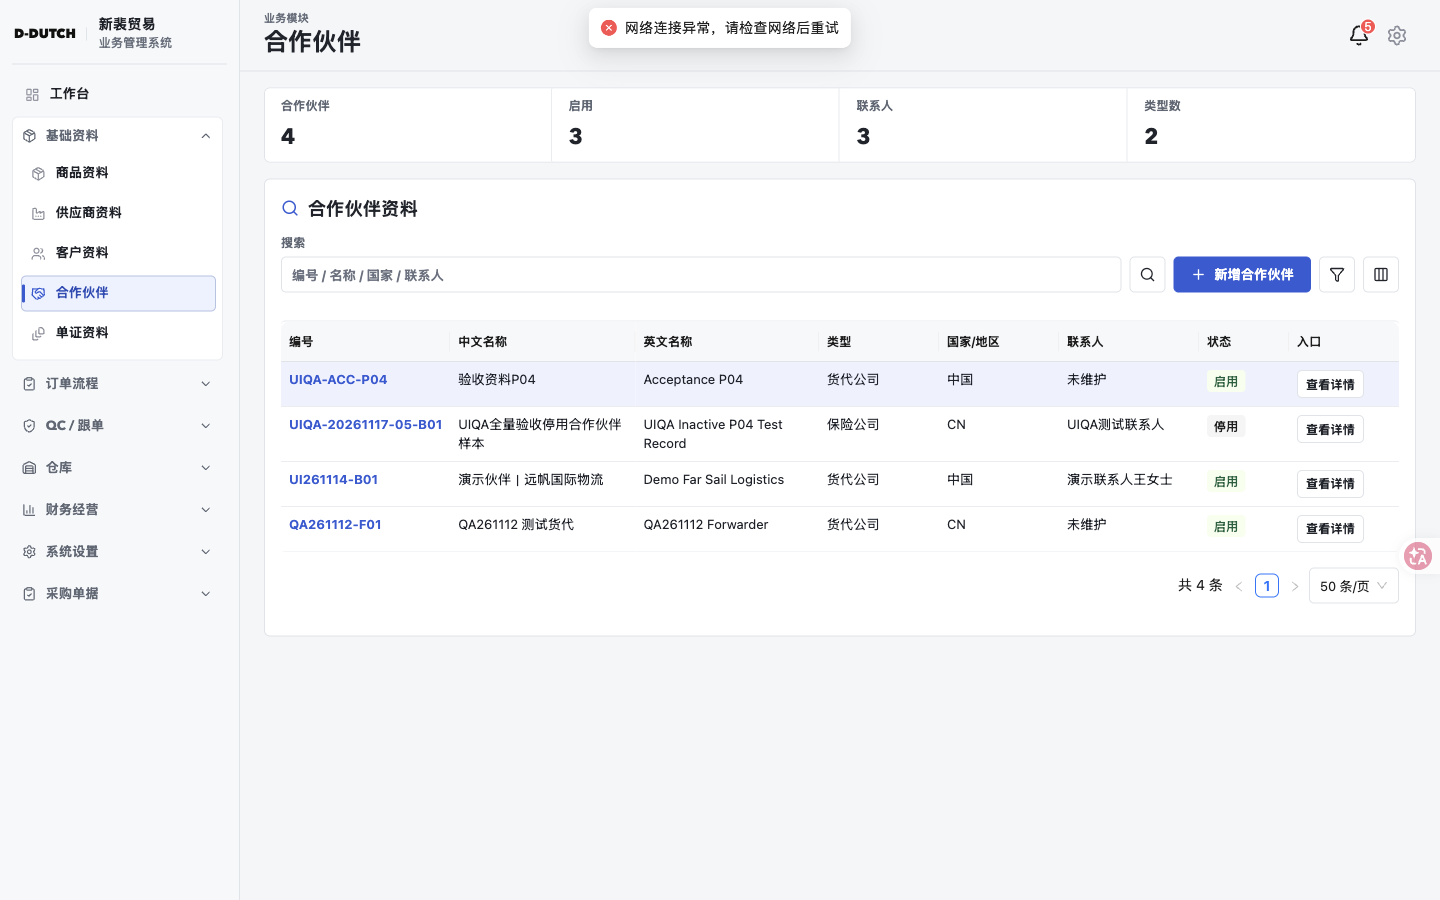 D-DUTCH
新裝贸易
业务管理系统
工作台
基础资料
商品资料
供应商资料
客户资料
合作伙伴
单证资料
订单流程
QC / 跟单
仓库
财务经营
系统设置
采购单据
业务模块
合作伙伴
网络连接异常，请检查网络后重试
5
合作伙伴
4
启用
3
联系人
3
类型数
2
合作伙伴资料
搜索
编号 / 名称 / 国家 / 联系人
新增合作伙伴
编号 中文名称 英文名称 类型 国家/地区 联系人 状态 入口
UIQA-ACC-P04 验收资料P04 Acceptance P04 货代公司 中国 未维护 启用 查看详情
UIQA-20261117-05-B01 UIQA全量验收停用合作伙伴 UIQA Inactive P04 Test 保险公司 CN UIQA测试联系人 停用 查看详情
样本 Record
UI261114-B01 演示伙伴 | 远帆国际物流 Demo Far Sail Logistics 货代公司 中国 演示联系人王女士 启用 查看详情
QA261112-F01 QA261112 测试货代 QA261112 Forwarder 货代公司 CN 未维护 启用 查看详情
共 4 条 1 50 条/页